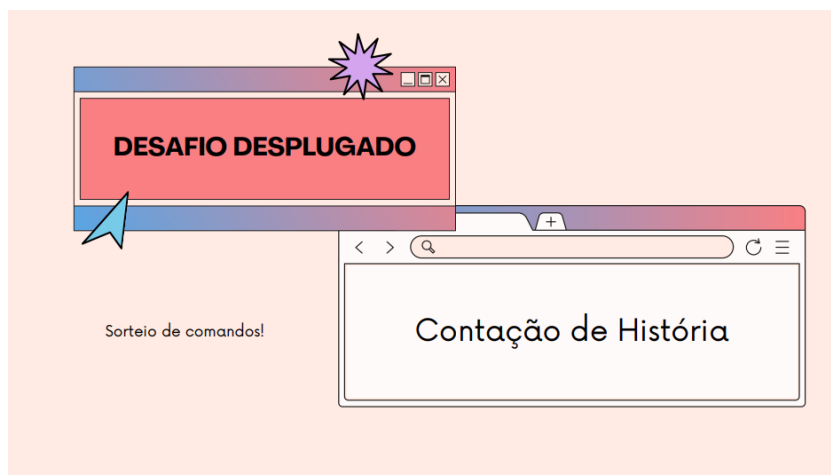 DESAFIO DESPLUGADO
Contação de História
Sorteio de comandos!